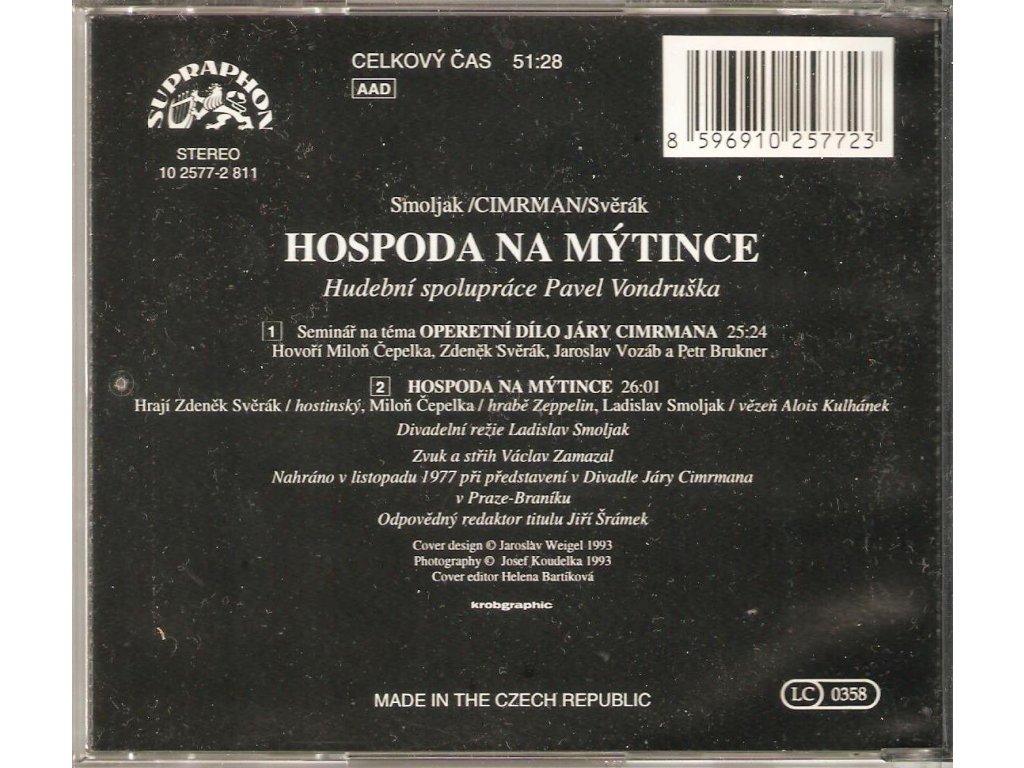 SUPRAPHON
STEREO
10 2577-2 811
CELKOVÝ ČAS 51:28
AAD
8 596910 257723
Smoljak /CIMRMAN/Svěrák
HOSPODA NA MÝTINCE
Hudební spolupráce Pavel Vondruška
1 Seminář na téma OPERETNÍ DÍLO JÁRY CIMRMANA 25:24
Hovoří Miloň Čepelka, Zdeněk Svěrák, Jaroslav Vozáb a Petr Brukner
2 HOSPODA NA MÝTINCE 26:01
Hrají Zdeněk Svěrák / hostinský, Miloň Čepelka / hrabě Zeppelin, Ladislav Smoljak / vězeň Alois Kulhánek
Divadelní režie Ladislav Smoljak
Zvuk a střih Václav Zamazal
Nahráno v listopadu 1977 při představení v Divadle Járy Cimrmana
v Praze-Braníku
Odpovědný redaktor titulu Jiří Šrámek
Cover design © Jaroslav Weigel 1993
Photography © Josef Koudelka 1993
Cover editor Helena Bartíková
krobgraphic
MADE IN THE CZECH REPUBLIC
LC 0358